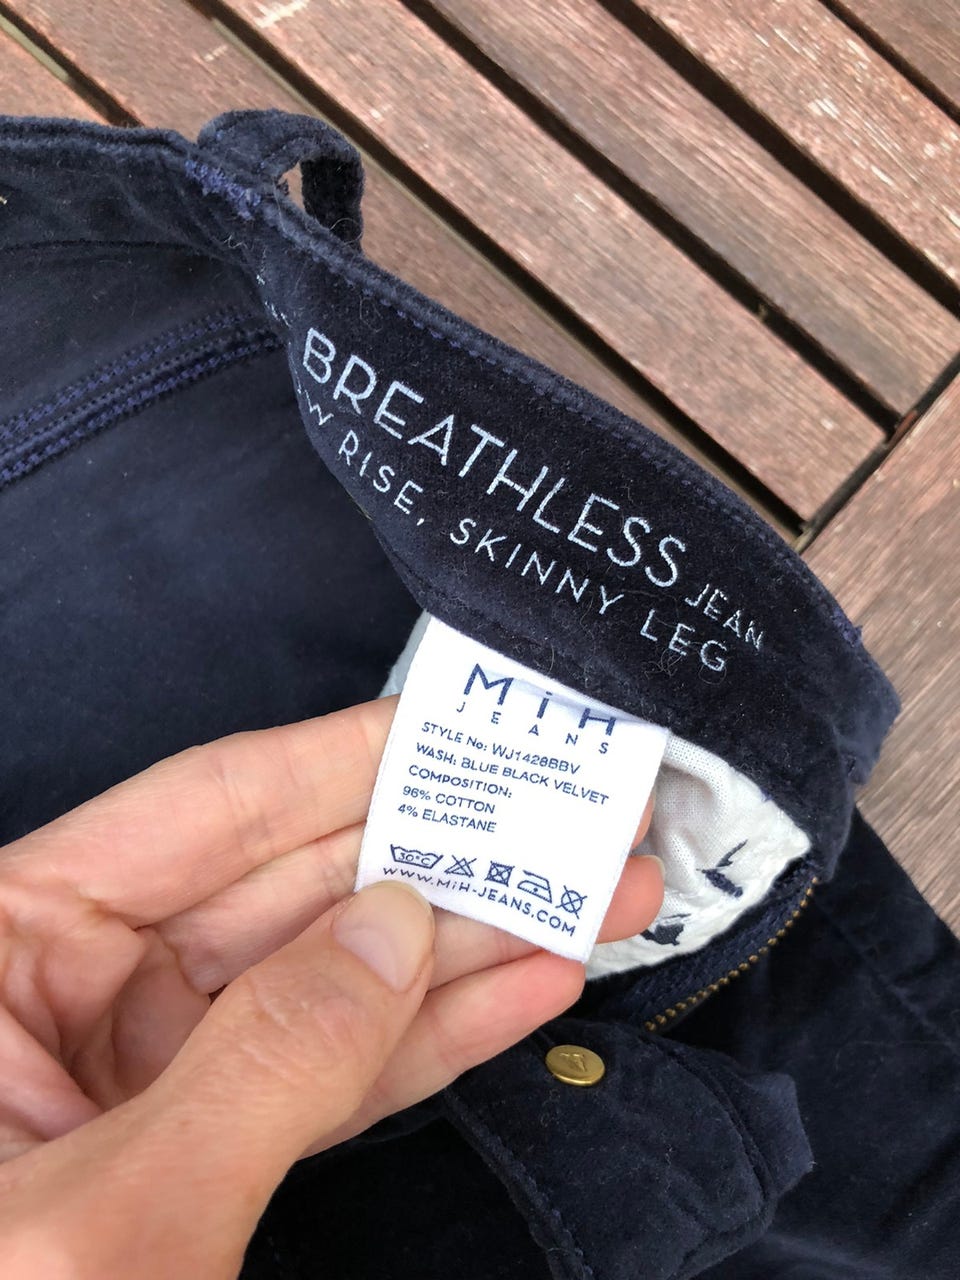 BREATHLESS JEAN
RISE, SKINNY LEG
MiH
JEANS
STYLE No: WJ1428BBV
WASH: BLUE BLACK VELVET
COMPOSITION:
96% COTTON
4% ELASTANE
30°C
WWW.MiH-JEANS.COM